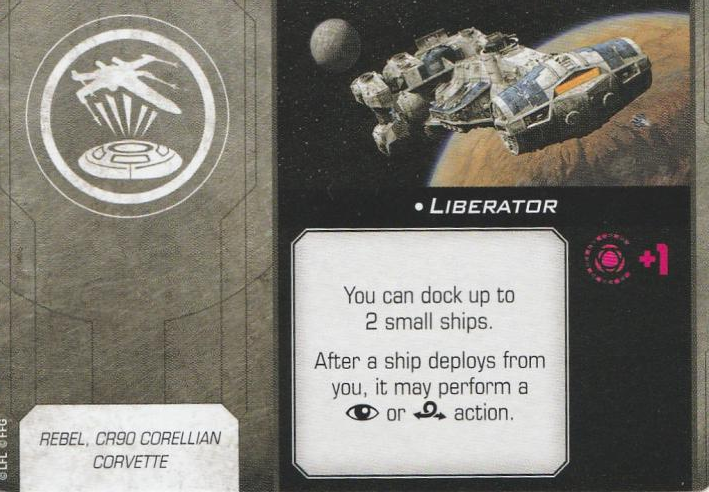 • LIBERATOR
+1
You can dock up to
2 small ships.
After a ship deploys from
you, it may perform a
or action.
REBEL, CR90 CORELLIAN
CORVETTE
©LFL ©FFG